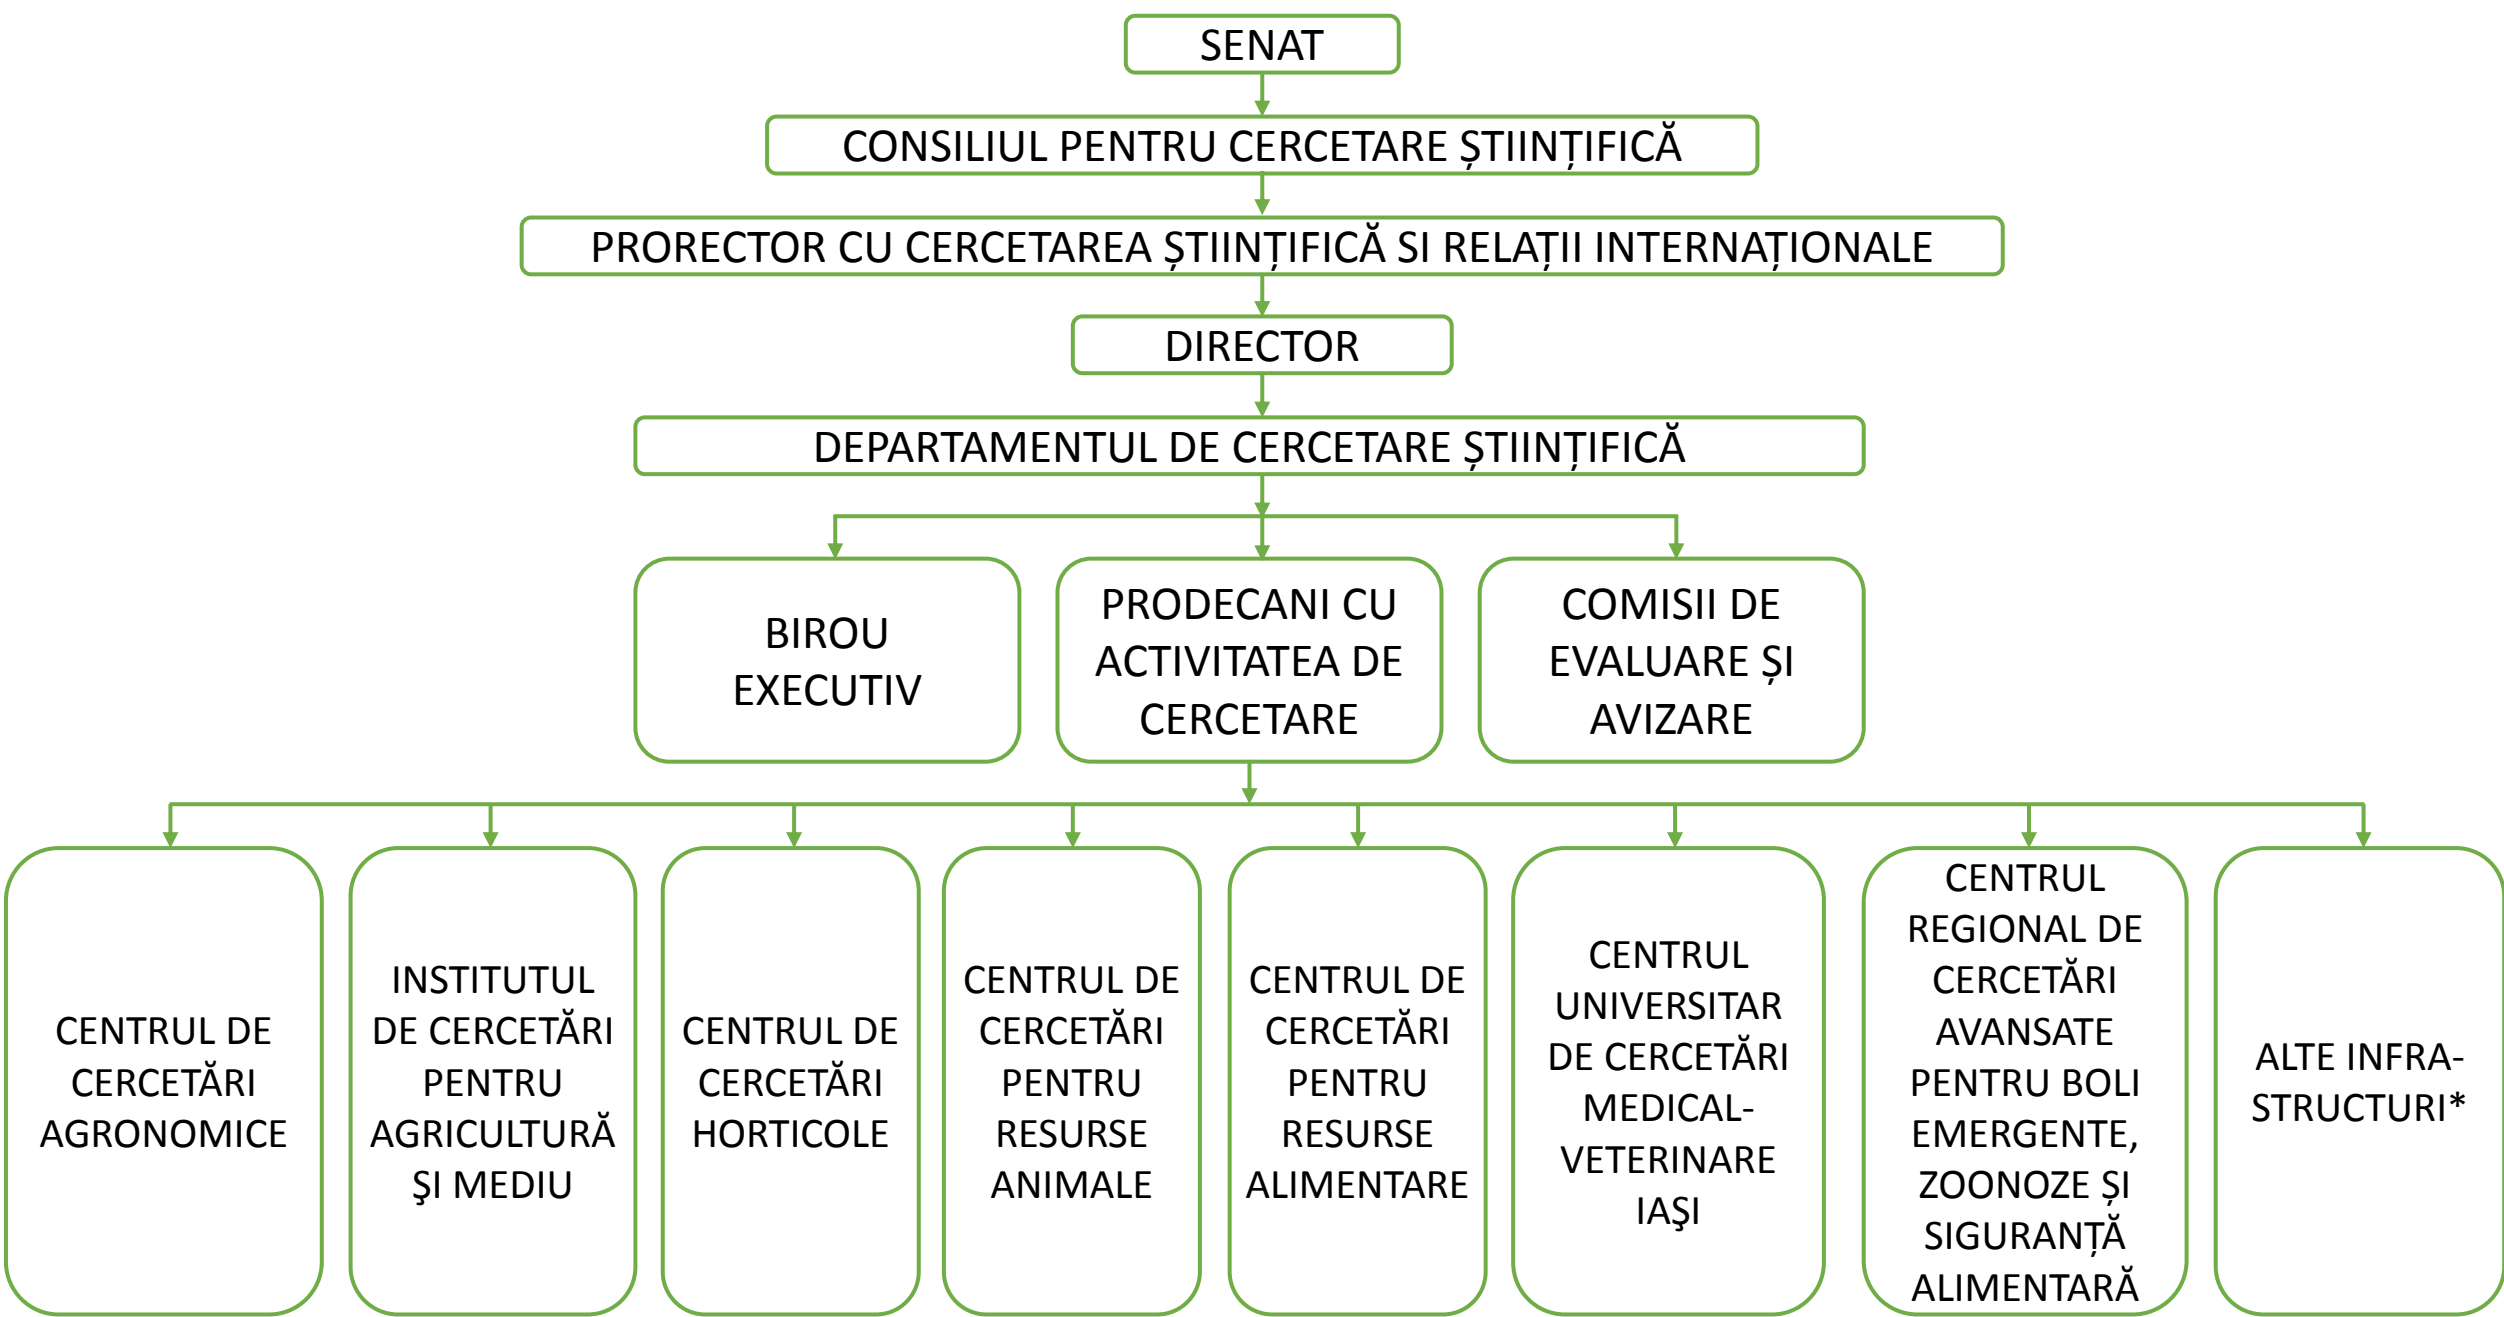 SENAT
CONSILIUL PENTRU CERCETARE ȘTIINȚIFICĂ
PRORECTOR CU CERCETAREA ȘTIINȚIFICĂ SI RELAȚII INTERNAȚIONALE
DIRECTOR
DEPARTAMENTUL DE CERCETARE ȘTIINȚIFICĂ
BIROU
EXECUTIV
PRODECANI CU
ACTIVITATEA DE
CERCETARE
COMISII DE
EVALUARE ȘI
AVIZARE
CENTRUL DE
CERCETĂRI
AGRONOMICE
INSTITUTUL
DE CERCETĂRI
PENTRU
AGRICULTURĂ
ŞI MEDIU
CENTRUL DE
CERCETĂRI
HORTICOLE
CENTRUL DE
CERCETĂRI
PENTRU
RESURSE
ANIMALE
CENTRUL DE
CERCETĂRI
PENTRU
RESURSE
ALIMENTARE
CENTRUL
UNIVERSITAR
DE CERCETĂRI
MEDICAL-
VETERINARE
IAŞI
CENTRUL
REGIONAL DE
CERCETĂRI
AVANSATE
PENTRU BOLI
EMERGENTE,
ZOONOZE ȘI
SIGURANȚĂ
ALIMENTARĂ
ALTE INFRA-
STRUCTURI*